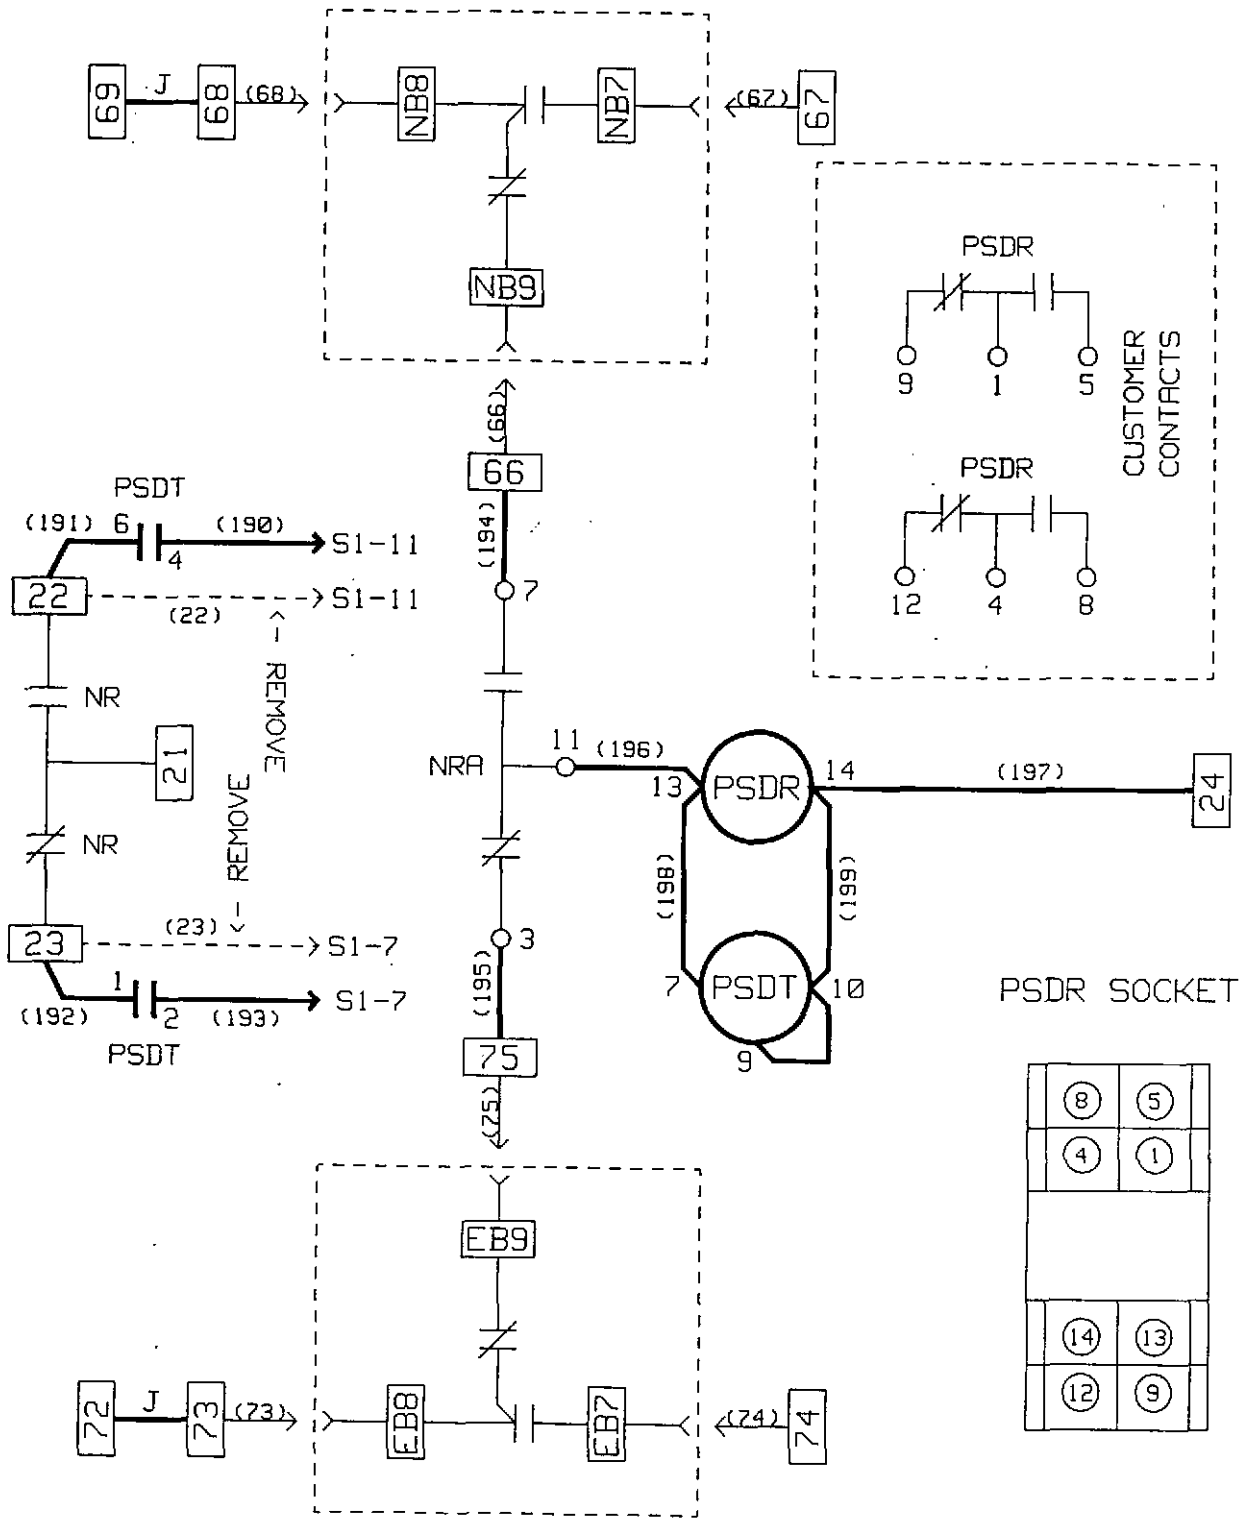 69
J
68
(68)
NB8
NB7
(67)
67
NB9
(66)
66
(194)
7
PSDR
9
1
5
PSDR
12
4
8
CUSTOMER
CONTACTS
PSDT
(191)
6
4
(190)
S1-11
22
(22)
S1-11
<- REMOVE
NR
21
NR
REMOVE ->
23
(23)
S1-7
1
2
(192)
(193)
S1-7
PSDT
NRA
11
(196)
13
PSDR
14
(197)
24
(198)
(199)
3
(195)
7
PSDT
10
9
75
(75)
EB9
72
J
73
(73)
EB8
EB7
(74)
74
PSDR SOCKET
8
5
4
1
14
13
12
9